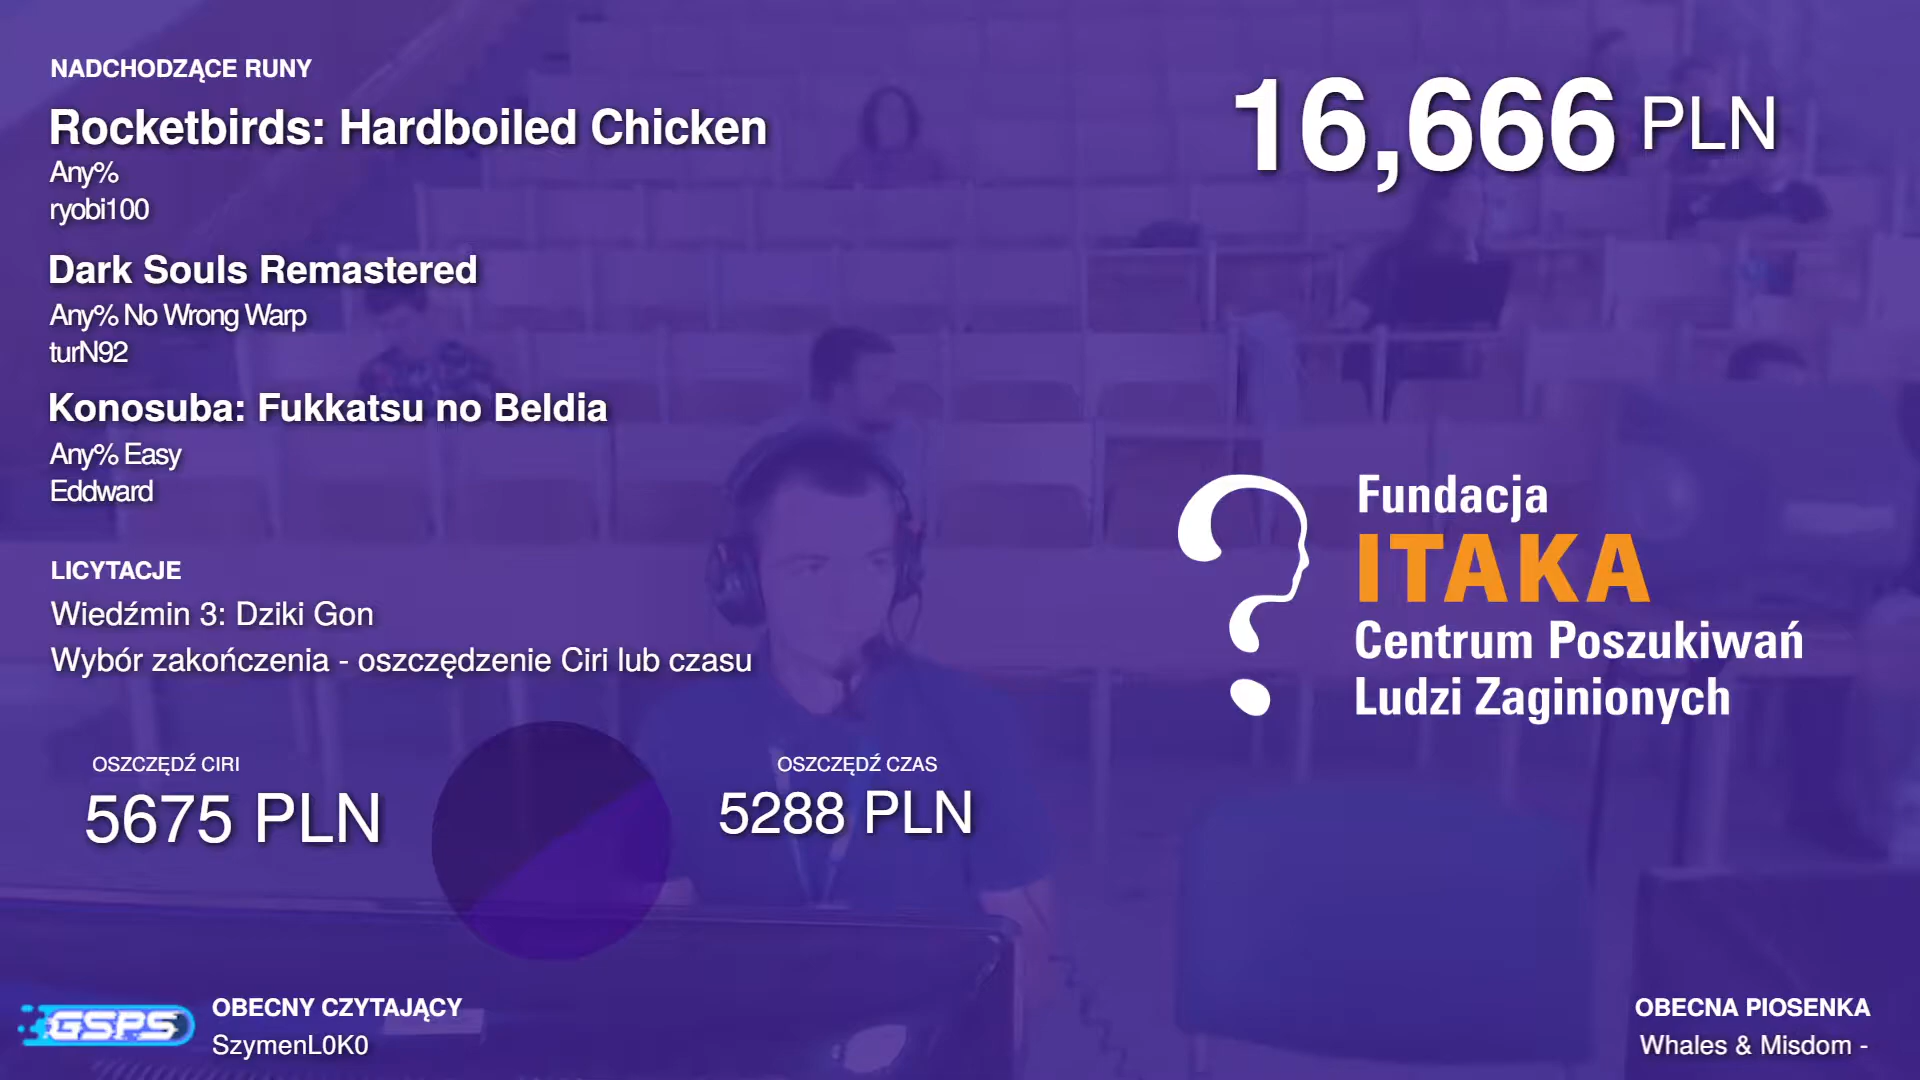 NADCHODZĄCE RUNY
Rocketbirds: Hardboiled Chicken
Any%
ryobi100
Dark Souls Remastered
Any% No Wrong Warp
turN92
Konosuba: Fukkatsu no Beldia
Any% Easy
Eddward
LICYTACJE
Wiedźmin 3: Dziki Gon
Wybór zakończenia - oszczędzenie Ciri lub czasu
OSZCZĘDŹ CIRI
5675 PLN
OSZCZĘDŹ CZAS
5288 PLN
16,666 PLN
Fundacja
ITAKA
Centrum Poszukiwań
Ludzi Zaginionych
GSPS
OBECNY CZYTAJĄCY
SzymenL0K0
OBECNA PIOSENKA
Whales & Misdom -